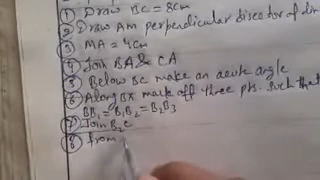 ① Draw BC = 8cm
② Draw AM perpendicular bisector of
③ MA = 4cm
④ Join BA & CA
⑤ Below BC make an acute angle
⑥ Along BX mark off three pts. such that
BB₁ = B₁B₂ = B₂B₃
⑦ Join B₂C
⑧ from